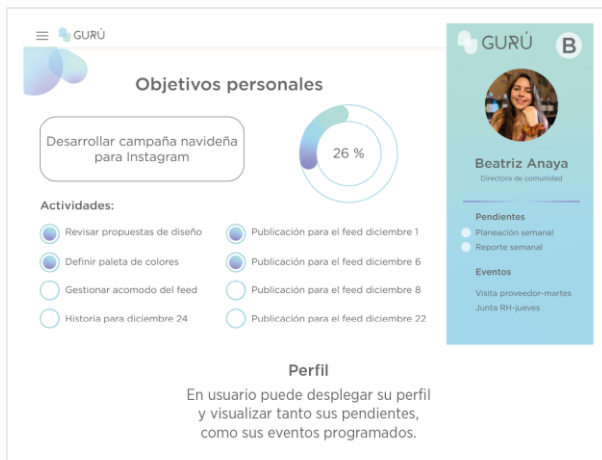 GURÚ
Objetivos personales
Desarrollar campaña navideña
para Instagram
26 %
Actividades:
Revisar propuestas de diseño
Definir paleta de colores
Gestionar acomodo del feed
Historia para diciembre 24
Publicación para el feed diciembre 1
Publicación para el feed diciembre 6
Publicación para el feed diciembre 8
Publicación para el feed diciembre 22
GURÚ
B
Beatriz Anaya
Directora de comunidad
Pendientes
Planeación semanal
Reporte semanal
Eventos
Visita proveedor-martes
Junta RH-jueves
Perfil
En usuario puede desplegar su perfil
y visualizar tanto sus pendientes,
como sus eventos programados.